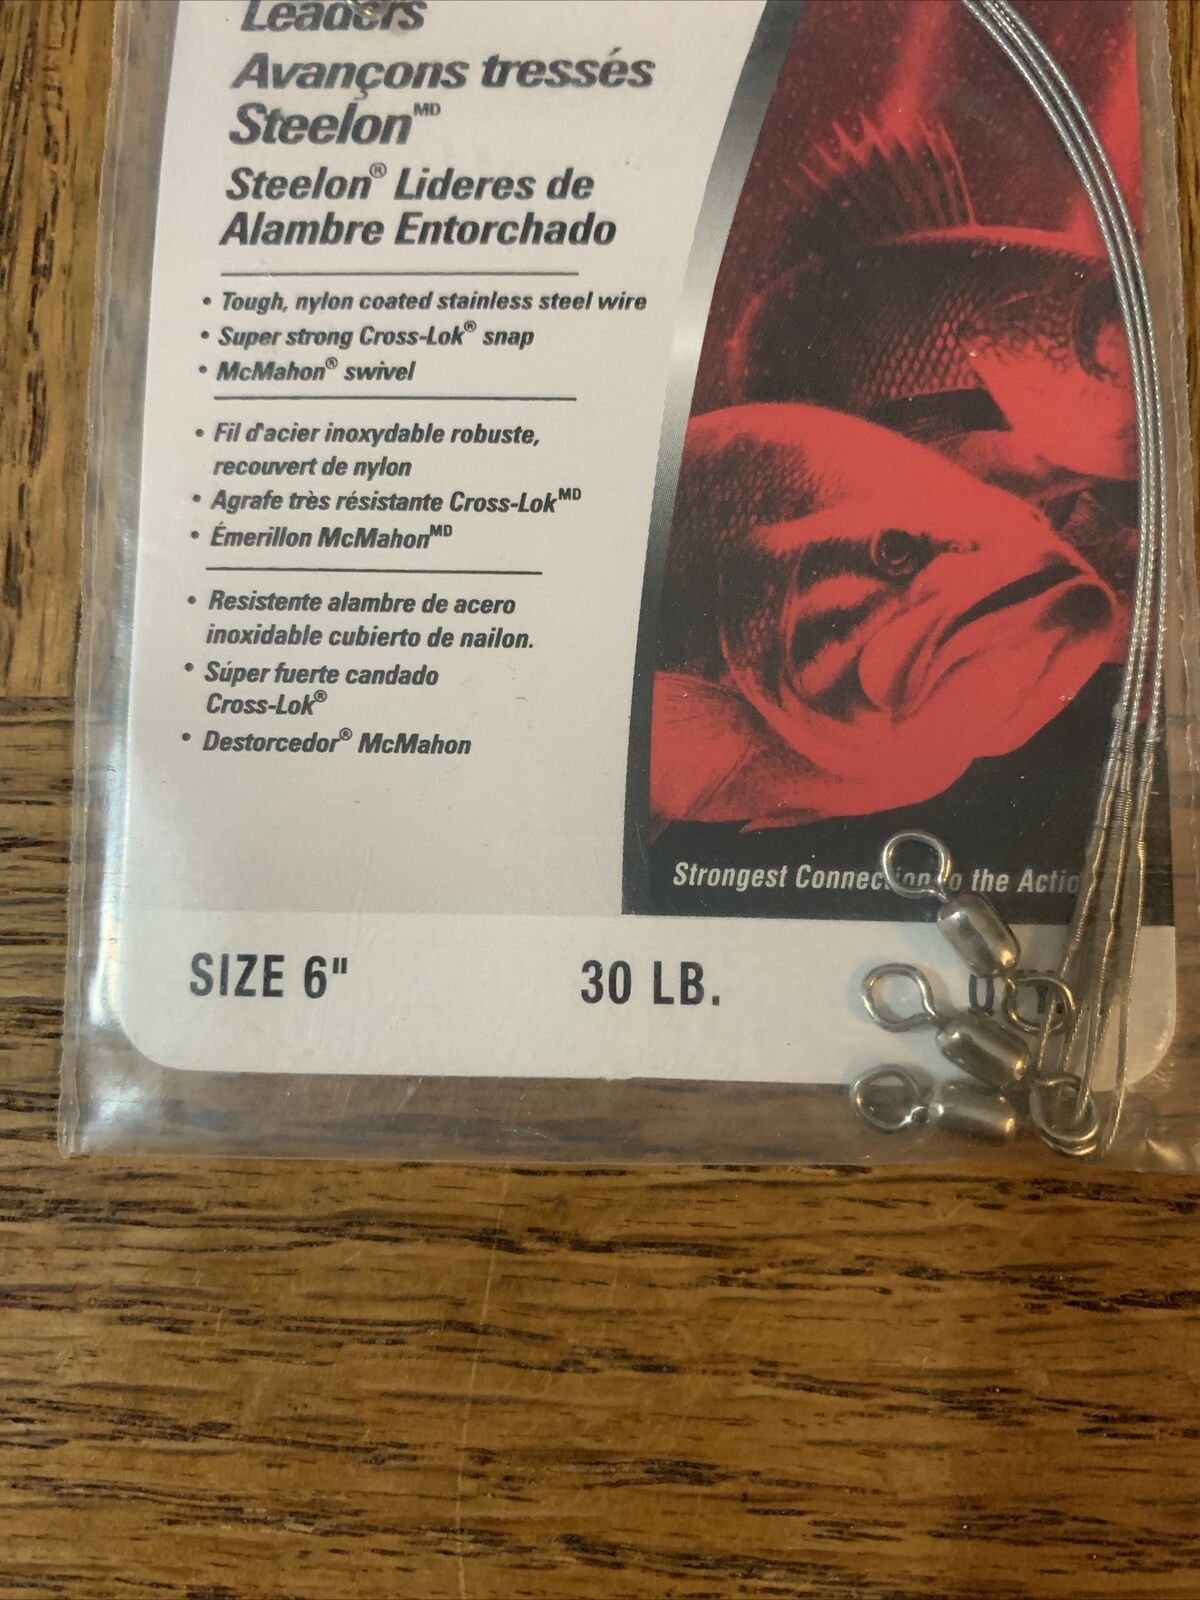 Leaders
Avançons tressés
Steelon MD
Steelon® Lideres de
Alambre Entorchado
• Tough, nylon coated stainless steel wire
• Super strong Cross-Lok® snap
• McMahon® swivel
• Fil d'acier inoxydable robuste,
recouvert de nylon
• Agrafe très résistante Cross-Lok MD
• Émerillon McMahon MD
• Resistente alambre de acero
inoxidable cubierto de nailon.
• Súper fuerte candado
Cross-Lok®
• Destorcedor® McMahon
Strongest Connection to the Actio
SIZE 6" 30 LB.